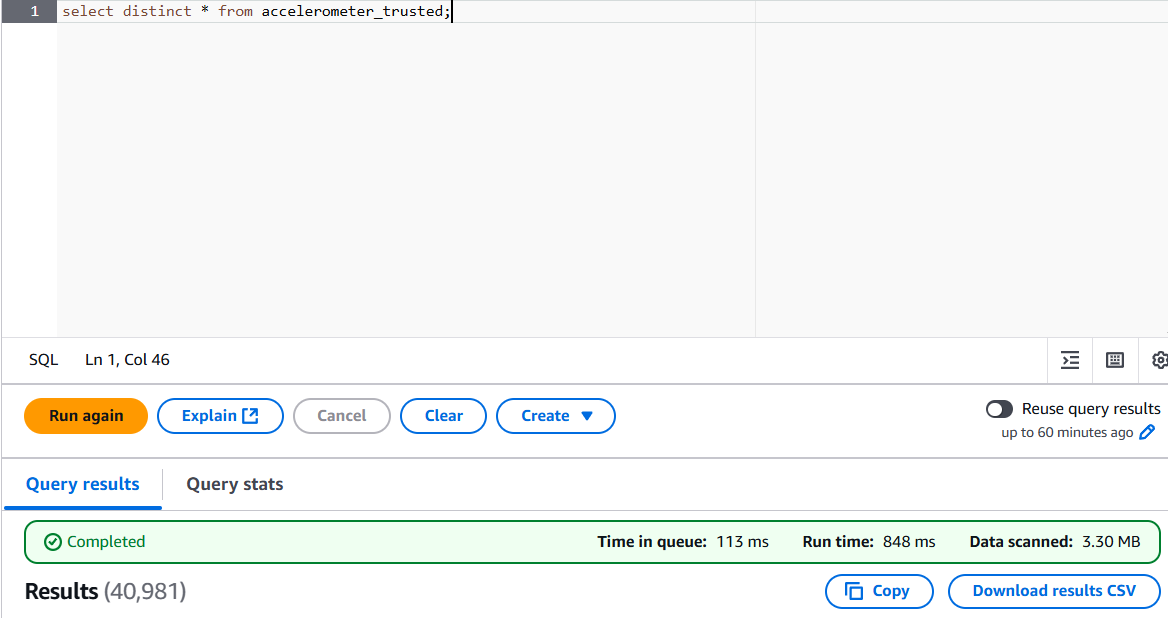 1 select distinct * from accelerometer_trusted;
SQL Ln 1, Col 46
Run again Explain Cancel Clear Create Reuse query results
up to 60 minutes ago
Query results Query stats
Completed Time in queue: 113 ms Run time: 848 ms Data scanned: 3.30 MB
Results (40,981) Copy Download results CSV